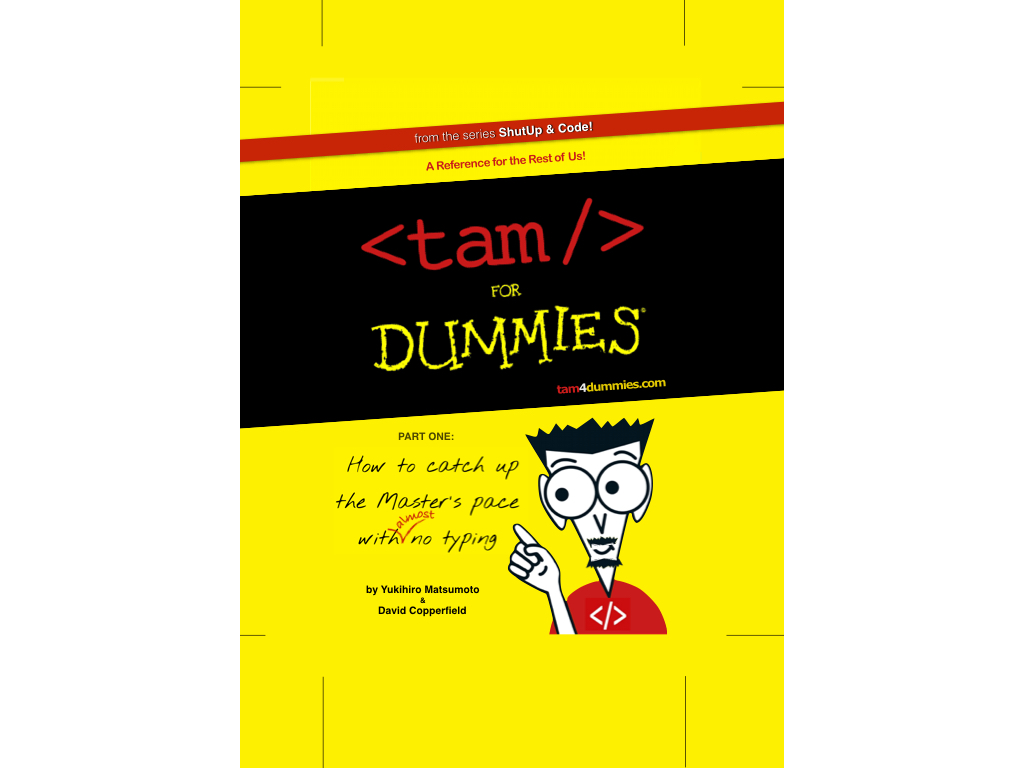 from the series ShutUp & Code!
A Reference for the Rest of Us!
<tam/>
FOR
DUMMIES®
tam4dummies.com
PART ONE:
How to catch up
the Master's pace
almost
with no typing
by Yukihiro Matsumoto
&
David Copperfield
</>